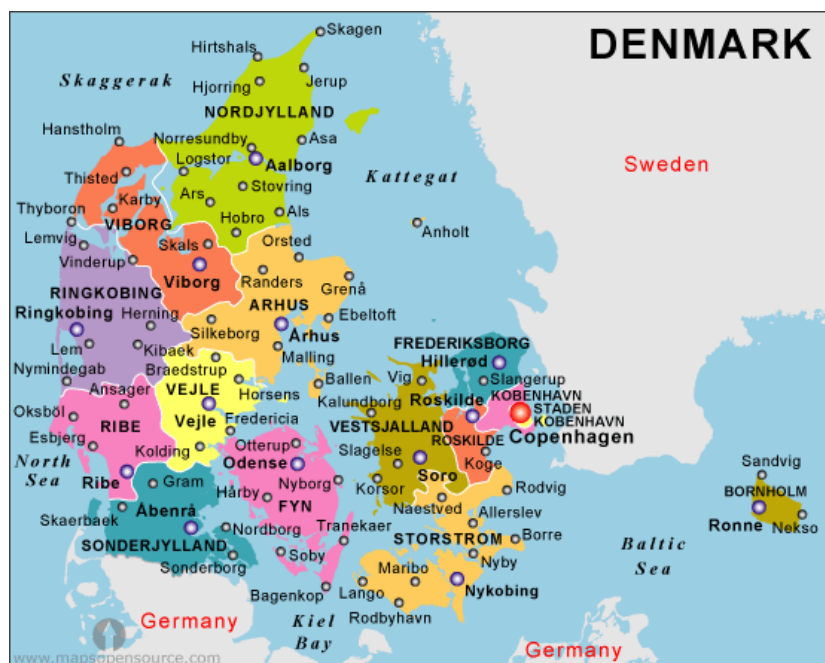 DENMARK
Skagen
Hirtshals
Skaggerak
Jerup
Hjorring
NORDJYLLAND
Hanstholm
Norresundby
Asa
Logstor
Aalborg
Sweden
Thisted
Kattegat
Stovring
Karby
Ars
Thyboron
VIBORG
Hobro
Als
Anholt
Lemvig
Skals
Orsted
Vinderup
Viborg
Randers
Grenå
RINGKOBING
ARHUS
Ringkobing
Herning
Silkeborg
Århus
Ebeltoft
FREDERIKSBORG
Lem
Kibaek
Malling
Hillerød
Nymindegab
Braedstrup
Ballen
Vig
Slangerup
Ansager
VEJLE
Horsens
Kalundborg
Roskilde
KOBENHAVN
STADEN
Oksböl
RIBE
Vejle
Fredericia
VESTSJALLAND
KOBENHAVN
Esbjerg
Kolding
Otterup
ROSKILDE
Copenhagen
North
Sea
Odense
Slagelse
Koge
Ribe
Gram
Nyborg
Soro
Sandvig
Hårby
Korsor
Rodvig
BORNHOLM
Skaerbaek
Åbenrå
FYN
Naestved
Allerslev
Ronne
Nekso
Nordborg
Tranekaer
SONDERJYLLAND
STORSTROM
Borre
Baltic
Sea
Sonderborg
Soby
Maribo
Nyby
Bagenkop
Lango
Nykobing
Rodbyhavn
Germany
Kiel
Bay
Germany
www.mapsopensource.com